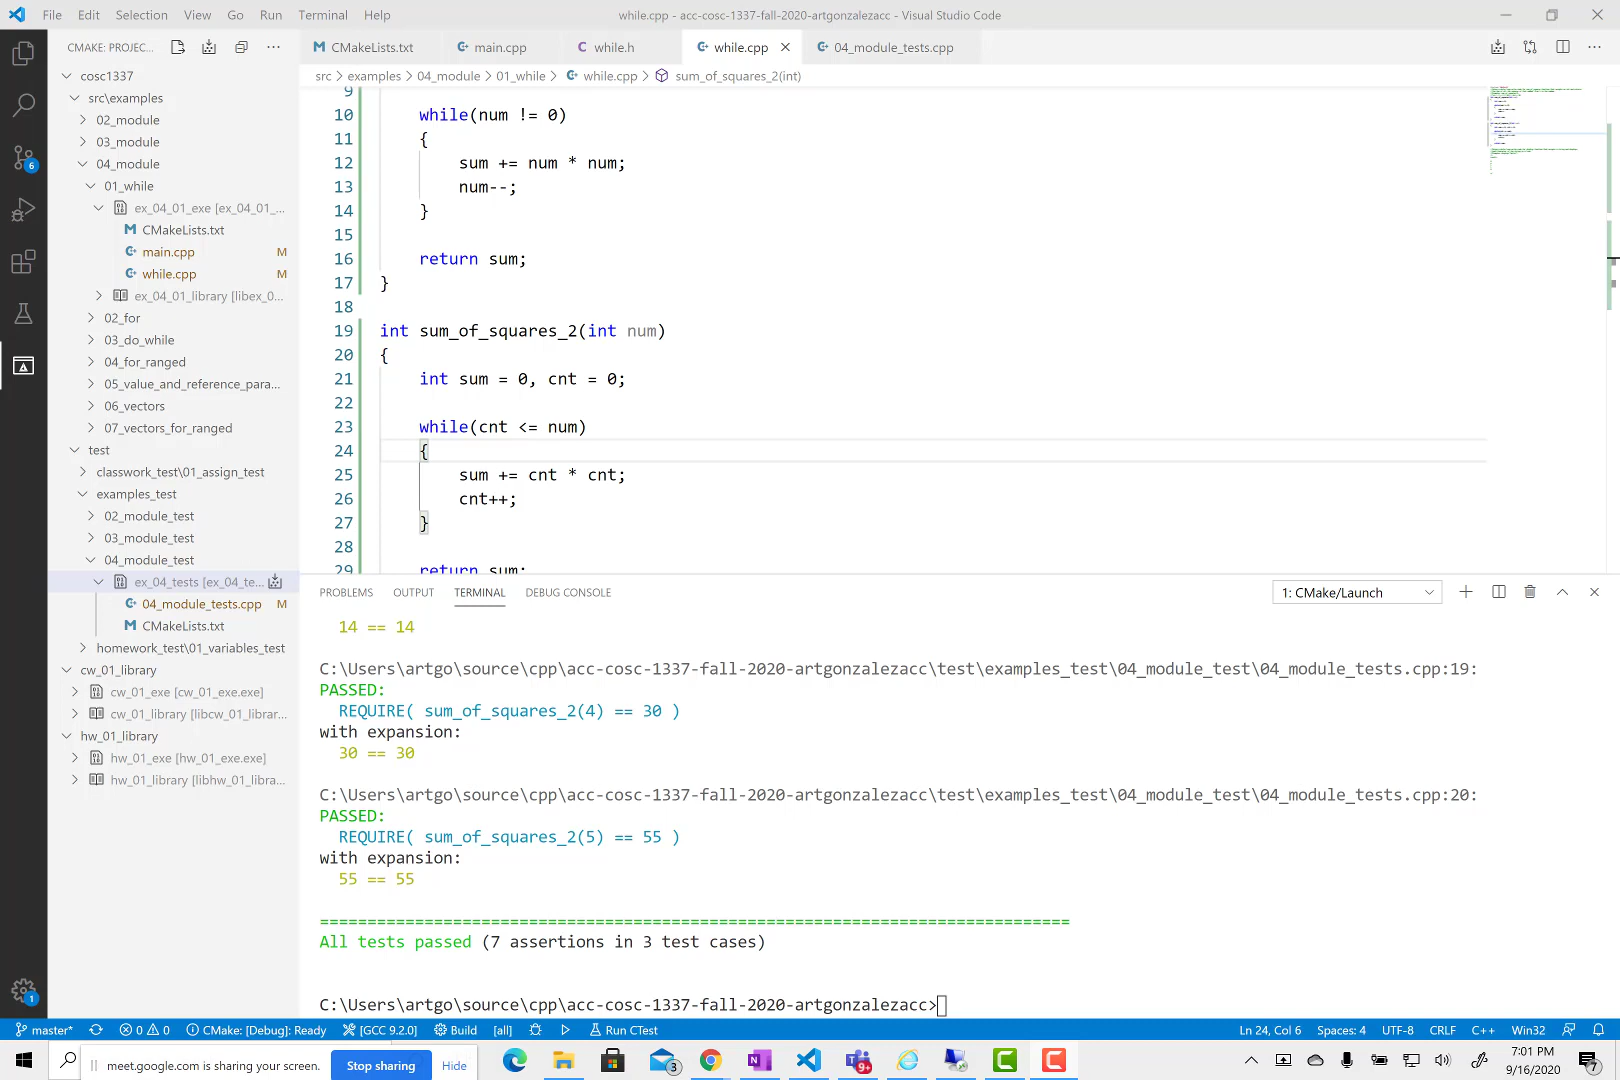 File Edit Selection View Go Run Terminal Help
while.cpp - acc-cosc-1337-fall-2020-artgonzalezacc - Visual Studio Code
CMAKE: PROJEC...
CMakeLists.txt
main.cpp
while.h
while.cpp
04_module_tests.cpp
src > examples > 04_module > 01_while > while.cpp > sum_of_squares_2(int)
cosc1337
src\examples
02_module
03_module
04_module
01_while
ex_04_01_exe [ex_04_01_...
CMakeLists.txt
main.cpp M
while.cpp M
ex_04_01_library [libex_0...
02_for
03_do_while
04_for_ranged
05_value_and_reference_para...
06_vectors
07_vectors_for_ranged
test
classwork_test\01_assign_test
examples_test
02_module_test
03_module_test
04_module_test
ex_04_tests [ex_04_te...
04_module_tests.cpp M
CMakeLists.txt
homework_test\01_variables_test
cw_01_library
cw_01_exe [cw_01_exe.exe]
cw_01_library [libcw_01_librar...
hw_01_library
hw_01_exe [hw_01_exe.exe]
hw_01_library [libhw_01_libra...
6
1
9
10 while(num != 0)
11 {
12 sum += num * num;
13 num--;
14 }
15
16 return sum;
17 }
18
19 int sum_of_squares_2(int num)
20 {
21 int sum = 0, cnt = 0;
22
23 while(cnt <= num)
24 {
25 sum += cnt * cnt;
26 cnt++;
27 }
28
29 return sum;
PROBLEMS OUTPUT TERMINAL DEBUG CONSOLE
1: CMake/Launch
14 == 14
C:\Users\artgo\source\cpp\acc-cosc-1337-fall-2020-artgonzalezacc\test\examples_test\04_module_test\04_module_tests.cpp:19:
PASSED:
REQUIRE( sum_of_squares_2(4) == 30 )
with expansion:
30 == 30
C:\Users\artgo\source\cpp\acc-cosc-1337-fall-2020-artgonzalezacc\test\examples_test\04_module_test\04_module_tests.cpp:20:
PASSED:
REQUIRE( sum_of_squares_2(5) == 55 )
with expansion:
55 == 55
===============================================================================
All tests passed (7 assertions in 3 test cases)
C:\Users\artgo\source\cpp\acc-cosc-1337-fall-2020-artgonzalezacc>
master* 0 0 CMake: [Debug]: Ready [GCC 9.2.0] Build [all] Run CTest
Ln 24, Col 6 Spaces: 4 UTF-8 CRLF C++ Win32
meet.google.com is sharing your screen. Stop sharing Hide
3
9+
7:01 PM
9/16/2020
7